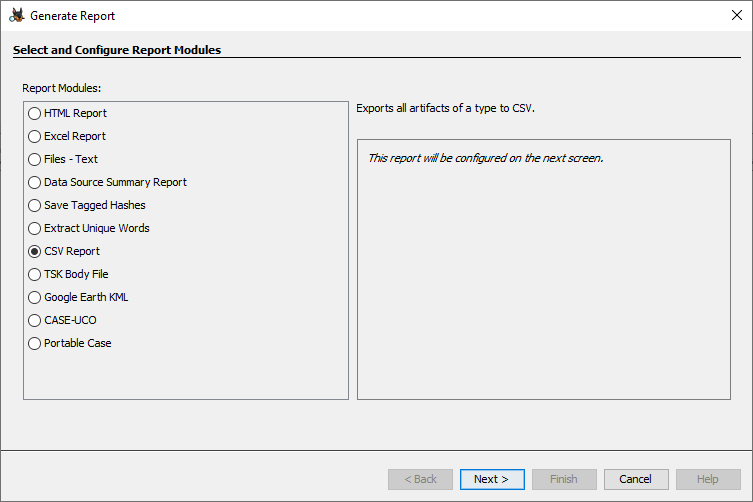 Generate Report
Select and Configure Report Modules
Report Modules:
HTML Report
Excel Report
Files - Text
Data Source Summary Report
Save Tagged Hashes
Extract Unique Words
CSV Report
TSK Body File
Google Earth KML
CASE-UCO
Portable Case
Exports all artifacts of a type to CSV.
This report will be configured on the next screen.
< Back Next > Finish Cancel Help